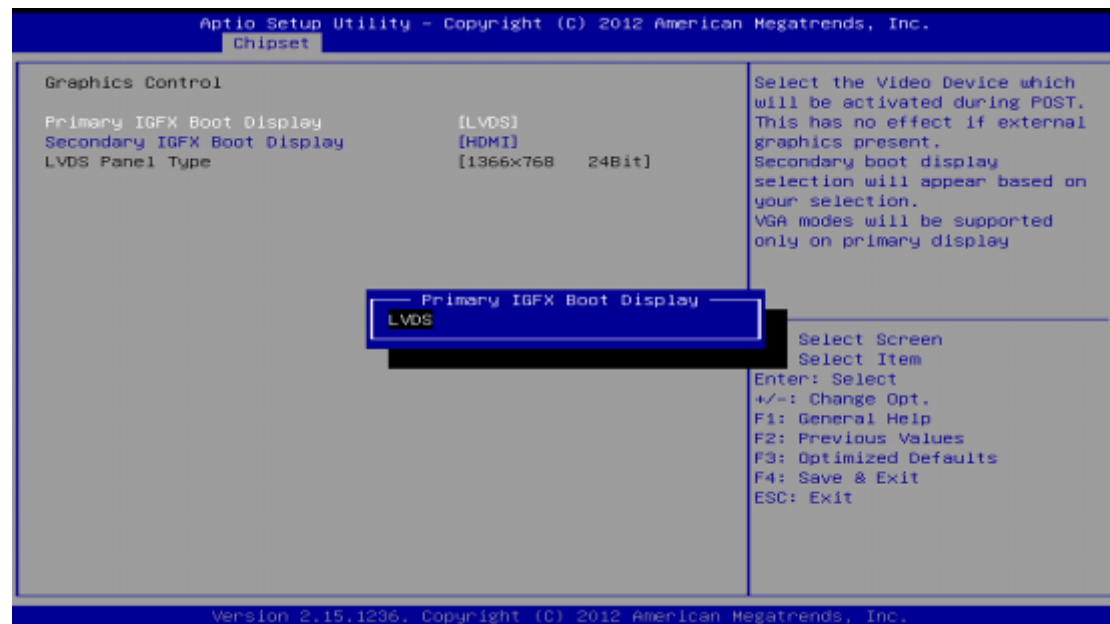 Aptio Setup Utility - Copyright (C) 2012 American Megatrends, Inc.
Chipset
Graphics Control
Primary IGFX Boot Display [LVDS]
Secondary IGFX Boot Display [HDMI]
LVDS Panel Type [1366x768 24Bit]
Select the Video Device which
will be activated during POST.
This has no effect if external
graphics present.
Secondary boot display
selection will appear based on
your selection.
VGA modes will be supported
only on primary display
Primary IGFX Boot Display
LVDS
Select Screen
Select Item
Enter: Select
+/-: Change Opt.
F1: General Help
F2: Previous Values
F3: Optimized Defaults
F4: Save & Exit
ESC: Exit
Version 2.15.1236. Copyright (C) 2012 American Megatrends, Inc.